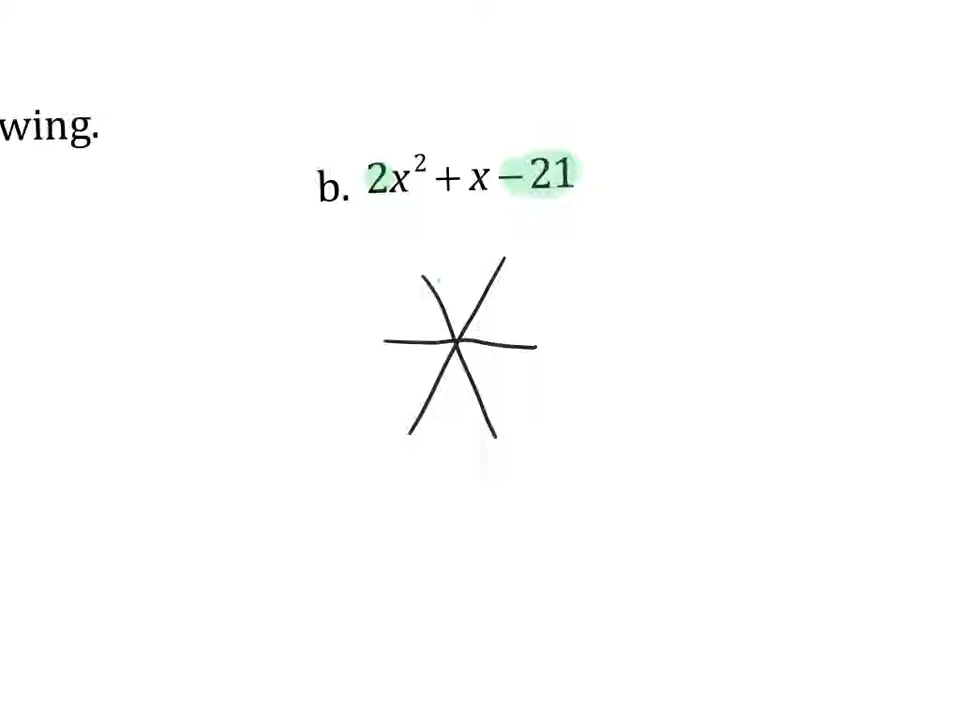 wing.
b. 2x² + x − 21